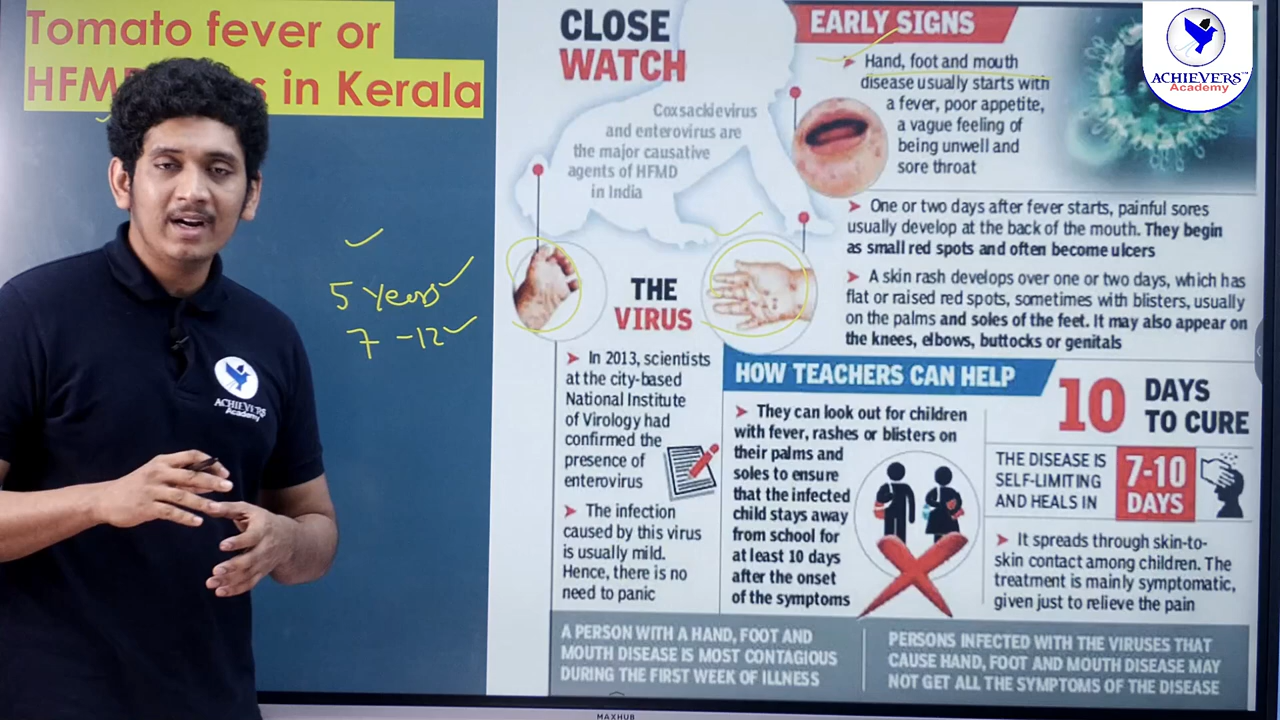 Tomato fever or
HFM s in Kerala
5 Years
7 - 12
ACHIEVERS
Academy
CLOSE
WATCH
Coxsackievirus
and enterovirus are
the major causative
agents of HFMD
in India
EARLY SIGNS
➤ Hand, foot and mouth
disease usually starts with
a fever, poor appetite,
a vague feeling of
being unwell and
sore throat
➤ One or two days after fever starts, painful sores
usually develop at the back of the mouth. They begin
as small red spots and often become ulcers
➤ A skin rash develops over one or two days, which has
flat or raised red spots, sometimes with blisters, usually
on the palms and soles of the feet. It may also appear on
the knees, elbows, buttocks or genitals
THE
VIRUS
➤ In 2013, scientists
at the city-based
National Institute
of Virology had
confirmed the
presence of
enterovirus
➤ The infection
caused by this virus
is usually mild.
Hence, there is no
need to panic
HOW TEACHERS CAN HELP
➤ They can look out for children
with fever, rashes or blisters on
their palms and
soles to ensure
that the infected
child stays away
from school for
at least 10 days
after the onset
of the symptoms
10 DAYS
TO CURE
THE DISEASE IS
SELF-LIMITING
AND HEALS IN
7-10
DAYS
➤ It spreads through skin-to-
skin contact among children. The
treatment is mainly symptomatic,
given just to relieve the pain
A PERSON WITH A HAND, FOOT AND
MOUTH DISEASE IS MOST CONTAGIOUS
DURING THE FIRST WEEK OF ILLNESS
PERSONS INFECTED WITH THE VIRUSES THAT
CAUSE HAND, FOOT AND MOUTH DISEASE MAY
NOT GET ALL THE SYMPTOMS OF THE DISEASE
ACHIEVERS™
Academy
MAXHUB